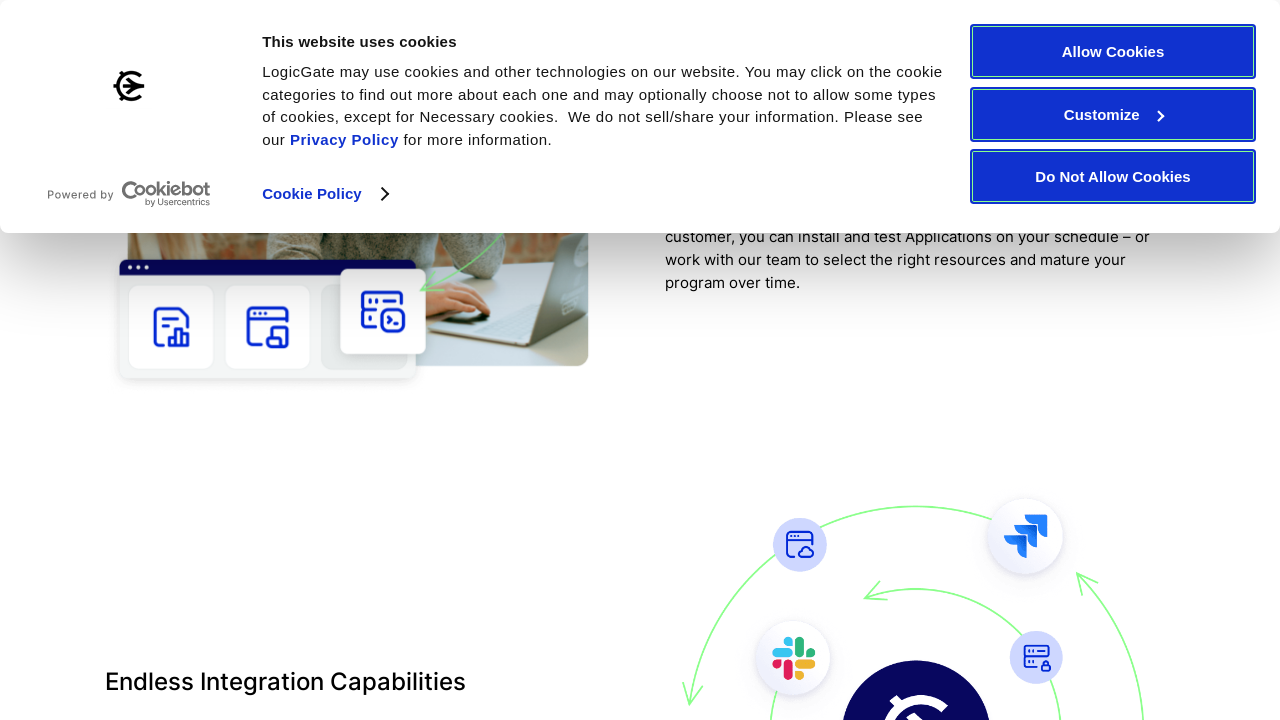 This website uses cookies
LogicGate may use cookies and other technologies on our website. You may click on the cookie
categories to find out more about each one and may optionally choose not to allow some types
of cookies, except for Necessary cookies.  We do not sell/share your information. Please see
our Privacy Policy for more information.
Cookie Policy
Powered by Cookiebot
by Usercentrics
Allow Cookies
Customize
Do Not Allow Cookies
customer, you can install and test Applications on your schedule – or
work with our team to select the right resources and mature your
program over time.
Endless Integration Capabilities